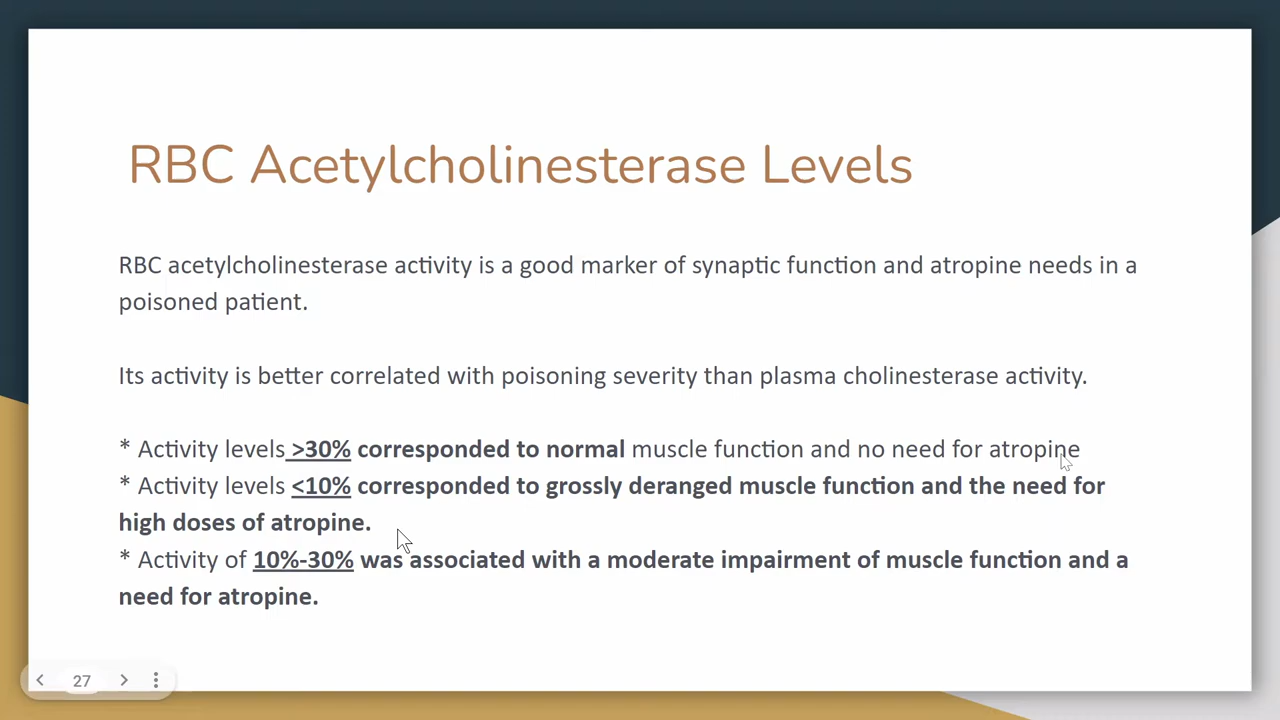 RBC Acetylcholinesterase Levels
RBC acetylcholinesterase activity is a good marker of synaptic function and atropine needs in a
poisoned patient.
Its activity is better correlated with poisoning severity than plasma cholinesterase activity.
* Activity levels >30% corresponded to normal muscle function and no need for atropine
* Activity levels <10% corresponded to grossly deranged muscle function and the need for
high doses of atropine.
* Activity of 10%-30% was associated with a moderate impairment of muscle function and a
need for atropine.
27